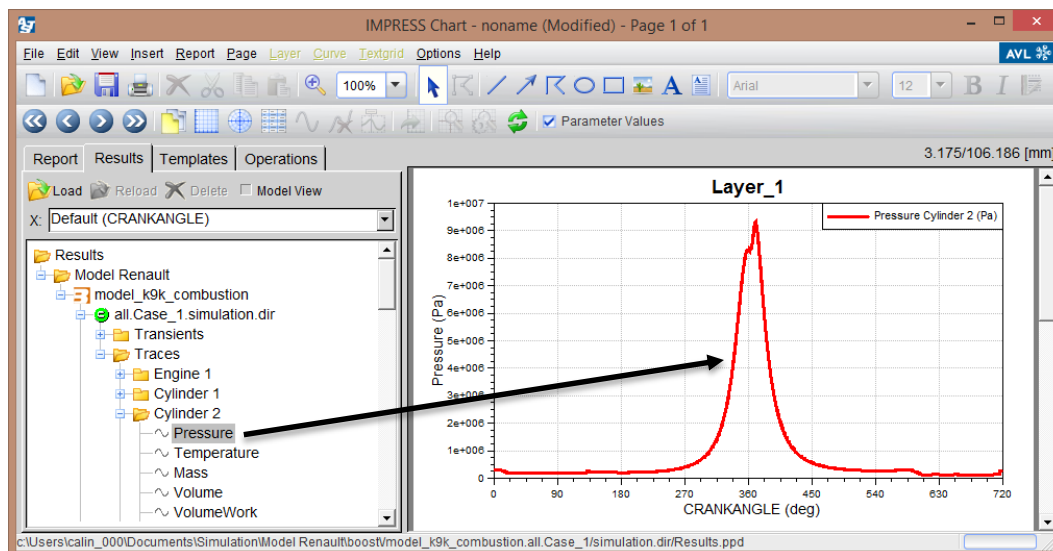 IMPRESS Chart - noname (Modified) - Page 1 of 1
File Edit View Insert Report Page Layer Curve Textgrid Options Help
AVL
100%
Arial
12
B I
Parameter Values
Report Results Templates Operations
3.175/106.186 [mm]
Load Reload Delete Model View
X: Default (CRANKANGLE)
Results
Model Renault
model_k9k_combustion
all.Case_1.simulation.dir
Transients
Traces
Engine 1
Cylinder 1
Cylinder 2
Pressure
Temperature
Mass
Volume
VolumeWork
Layer_1
Pressure Cylinder 2 (Pa)
Pressure (Pa)
1e+007
9e+006
8e+006
7e+006
6e+006
5e+006
4e+006
3e+006
2e+006
1e+006
0
0 90 180 270 360 450 540 630 720
CRANKANGLE (deg)
c:\Users\calin_000\Documents\Simulation\Model Renault\boost\/model_k9k_combustion.all.Case_1/simulation.dir/Results.ppd